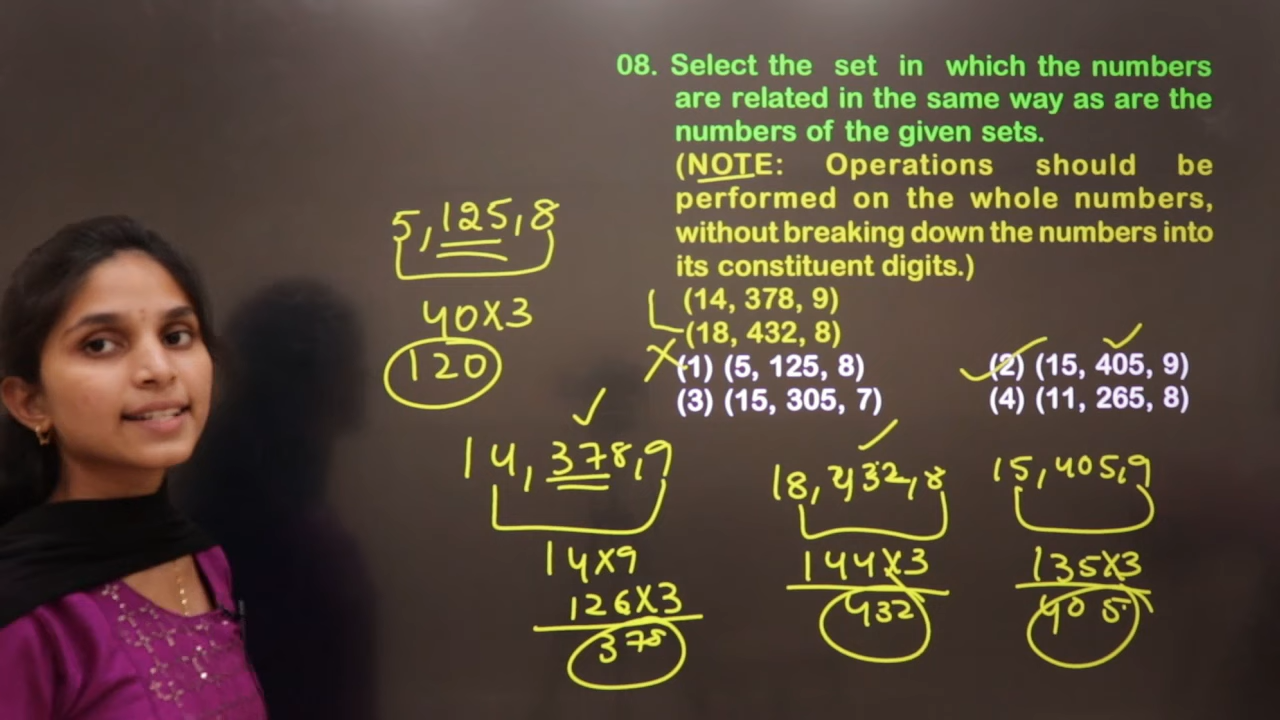 08. Select the set in which the numbers
are related in the same way as are the
numbers of the given sets.
(NOTE: Operations should be
performed on the whole numbers,
without breaking down the numbers into
its constituent digits.)
(14, 378, 9)
(18, 432, 8)
(1) (5, 125, 8) (2) (15, 405, 9)
(3) (15, 305, 7) (4) (11, 265, 8)
5, 125, 8
40X3
120
14, 378, 9
14X9
126X3
378
18, 432, 8
144X3
432
15, 405, 9
135X3
405